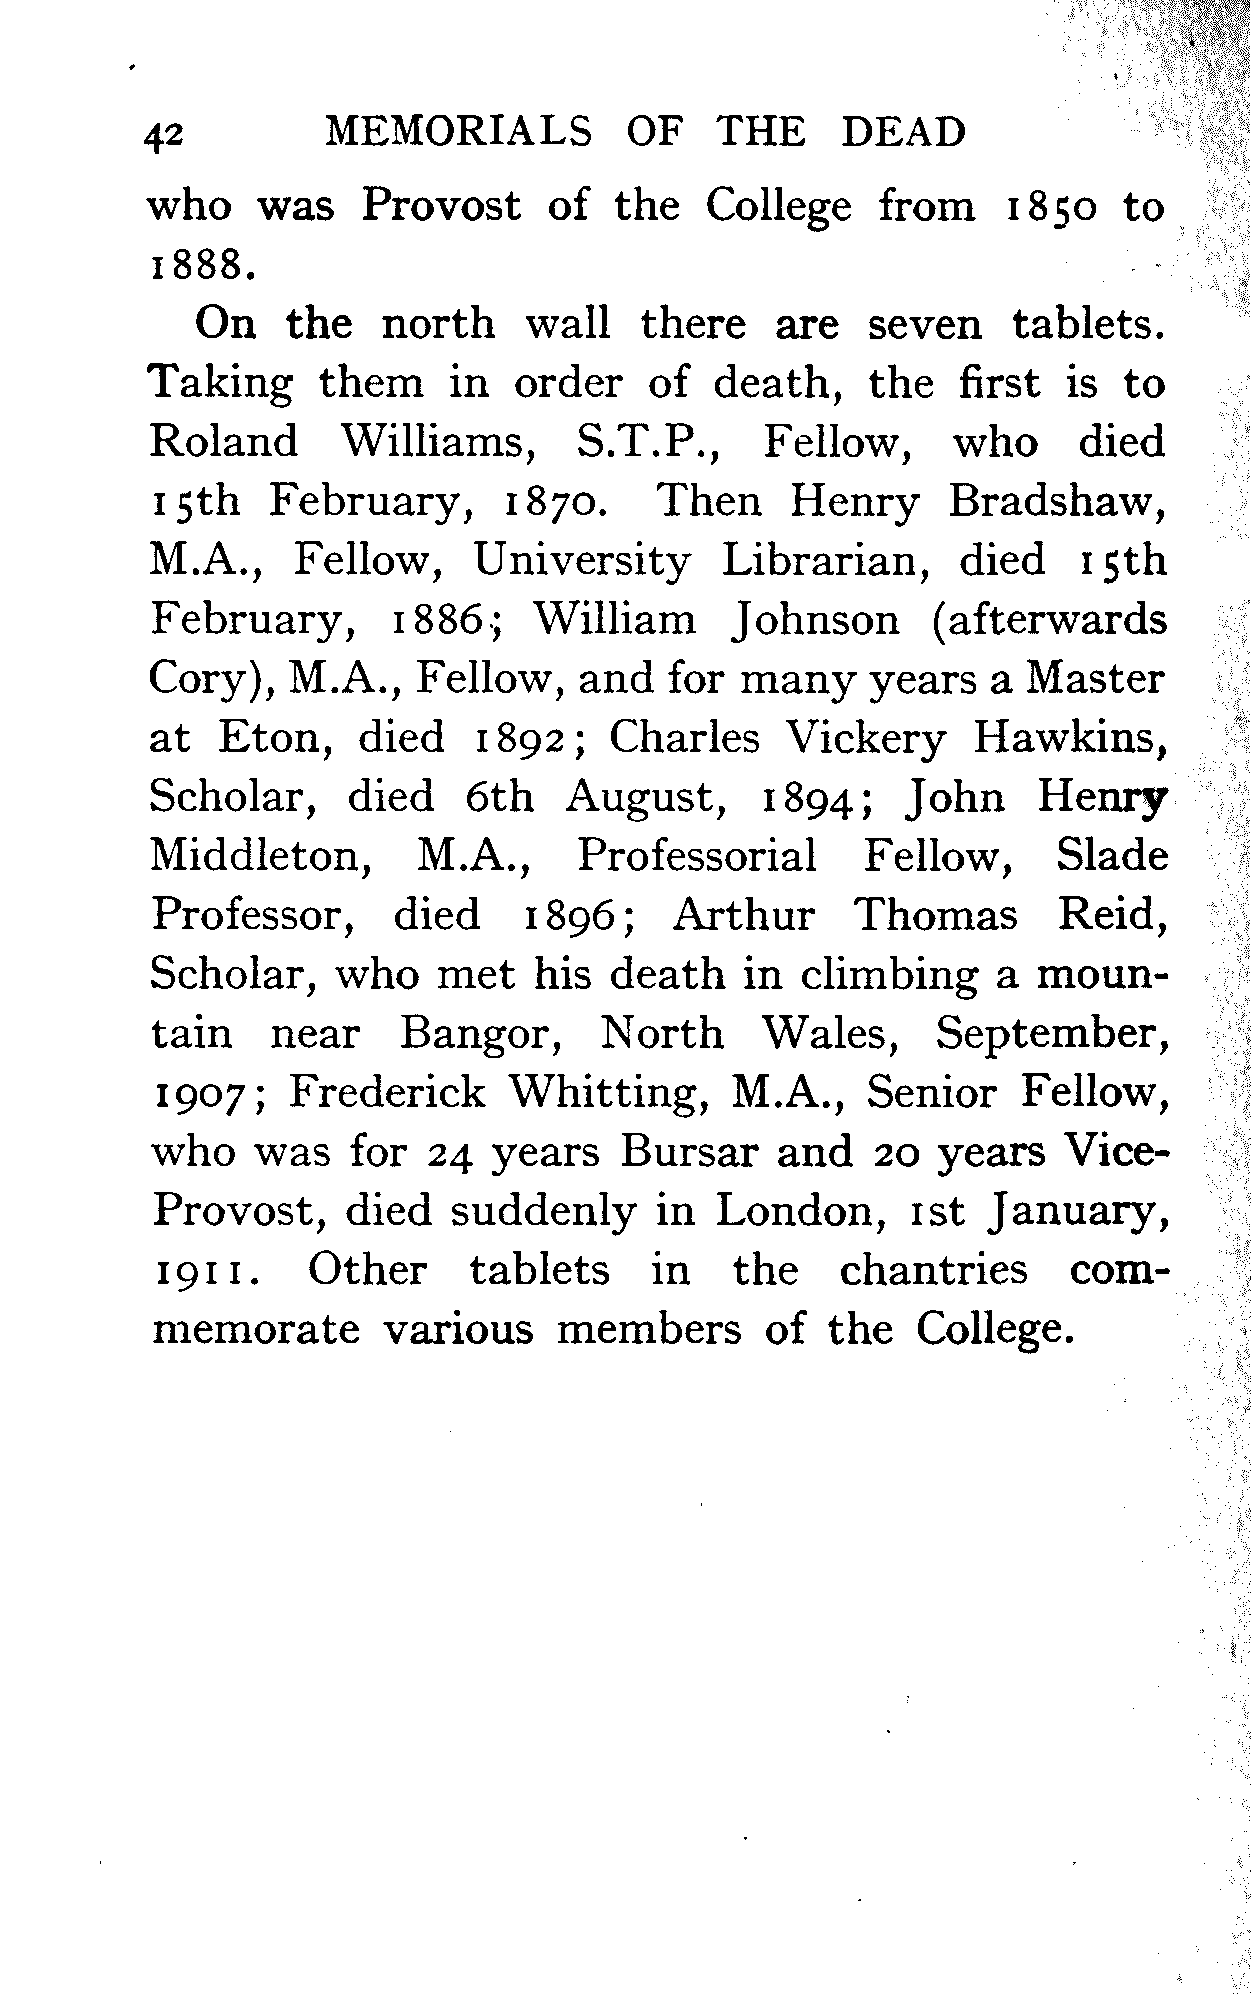 42 MEMORIALS OF THE DEAD
who was Provost of the College from 1850 to
1888.
On the north wall there are seven tablets.
Taking them in order of death, the first is to
Roland Williams, S.T.P., Fellow, who died
15th February, 1870. Then Henry Bradshaw,
M.A., Fellow, University Librarian, died 15th
February, 1886; William Johnson (afterwards
Cory), M.A., Fellow, and for many years a Master
at Eton, died 1892; Charles Vickery Hawkins,
Scholar, died 6th August, 1894; John Henry
Middleton, M.A., Professorial Fellow, Slade
Professor, died 1896; Arthur Thomas Reid,
Scholar, who met his death in climbing a moun-
tain near Bangor, North Wales, September,
1907; Frederick Whitting, M.A., Senior Fellow,
who was for 24 years Bursar and 20 years Vice-
Provost, died suddenly in London, 1st January,
1911. Other tablets in the chantries com-
memorate various members of the College.